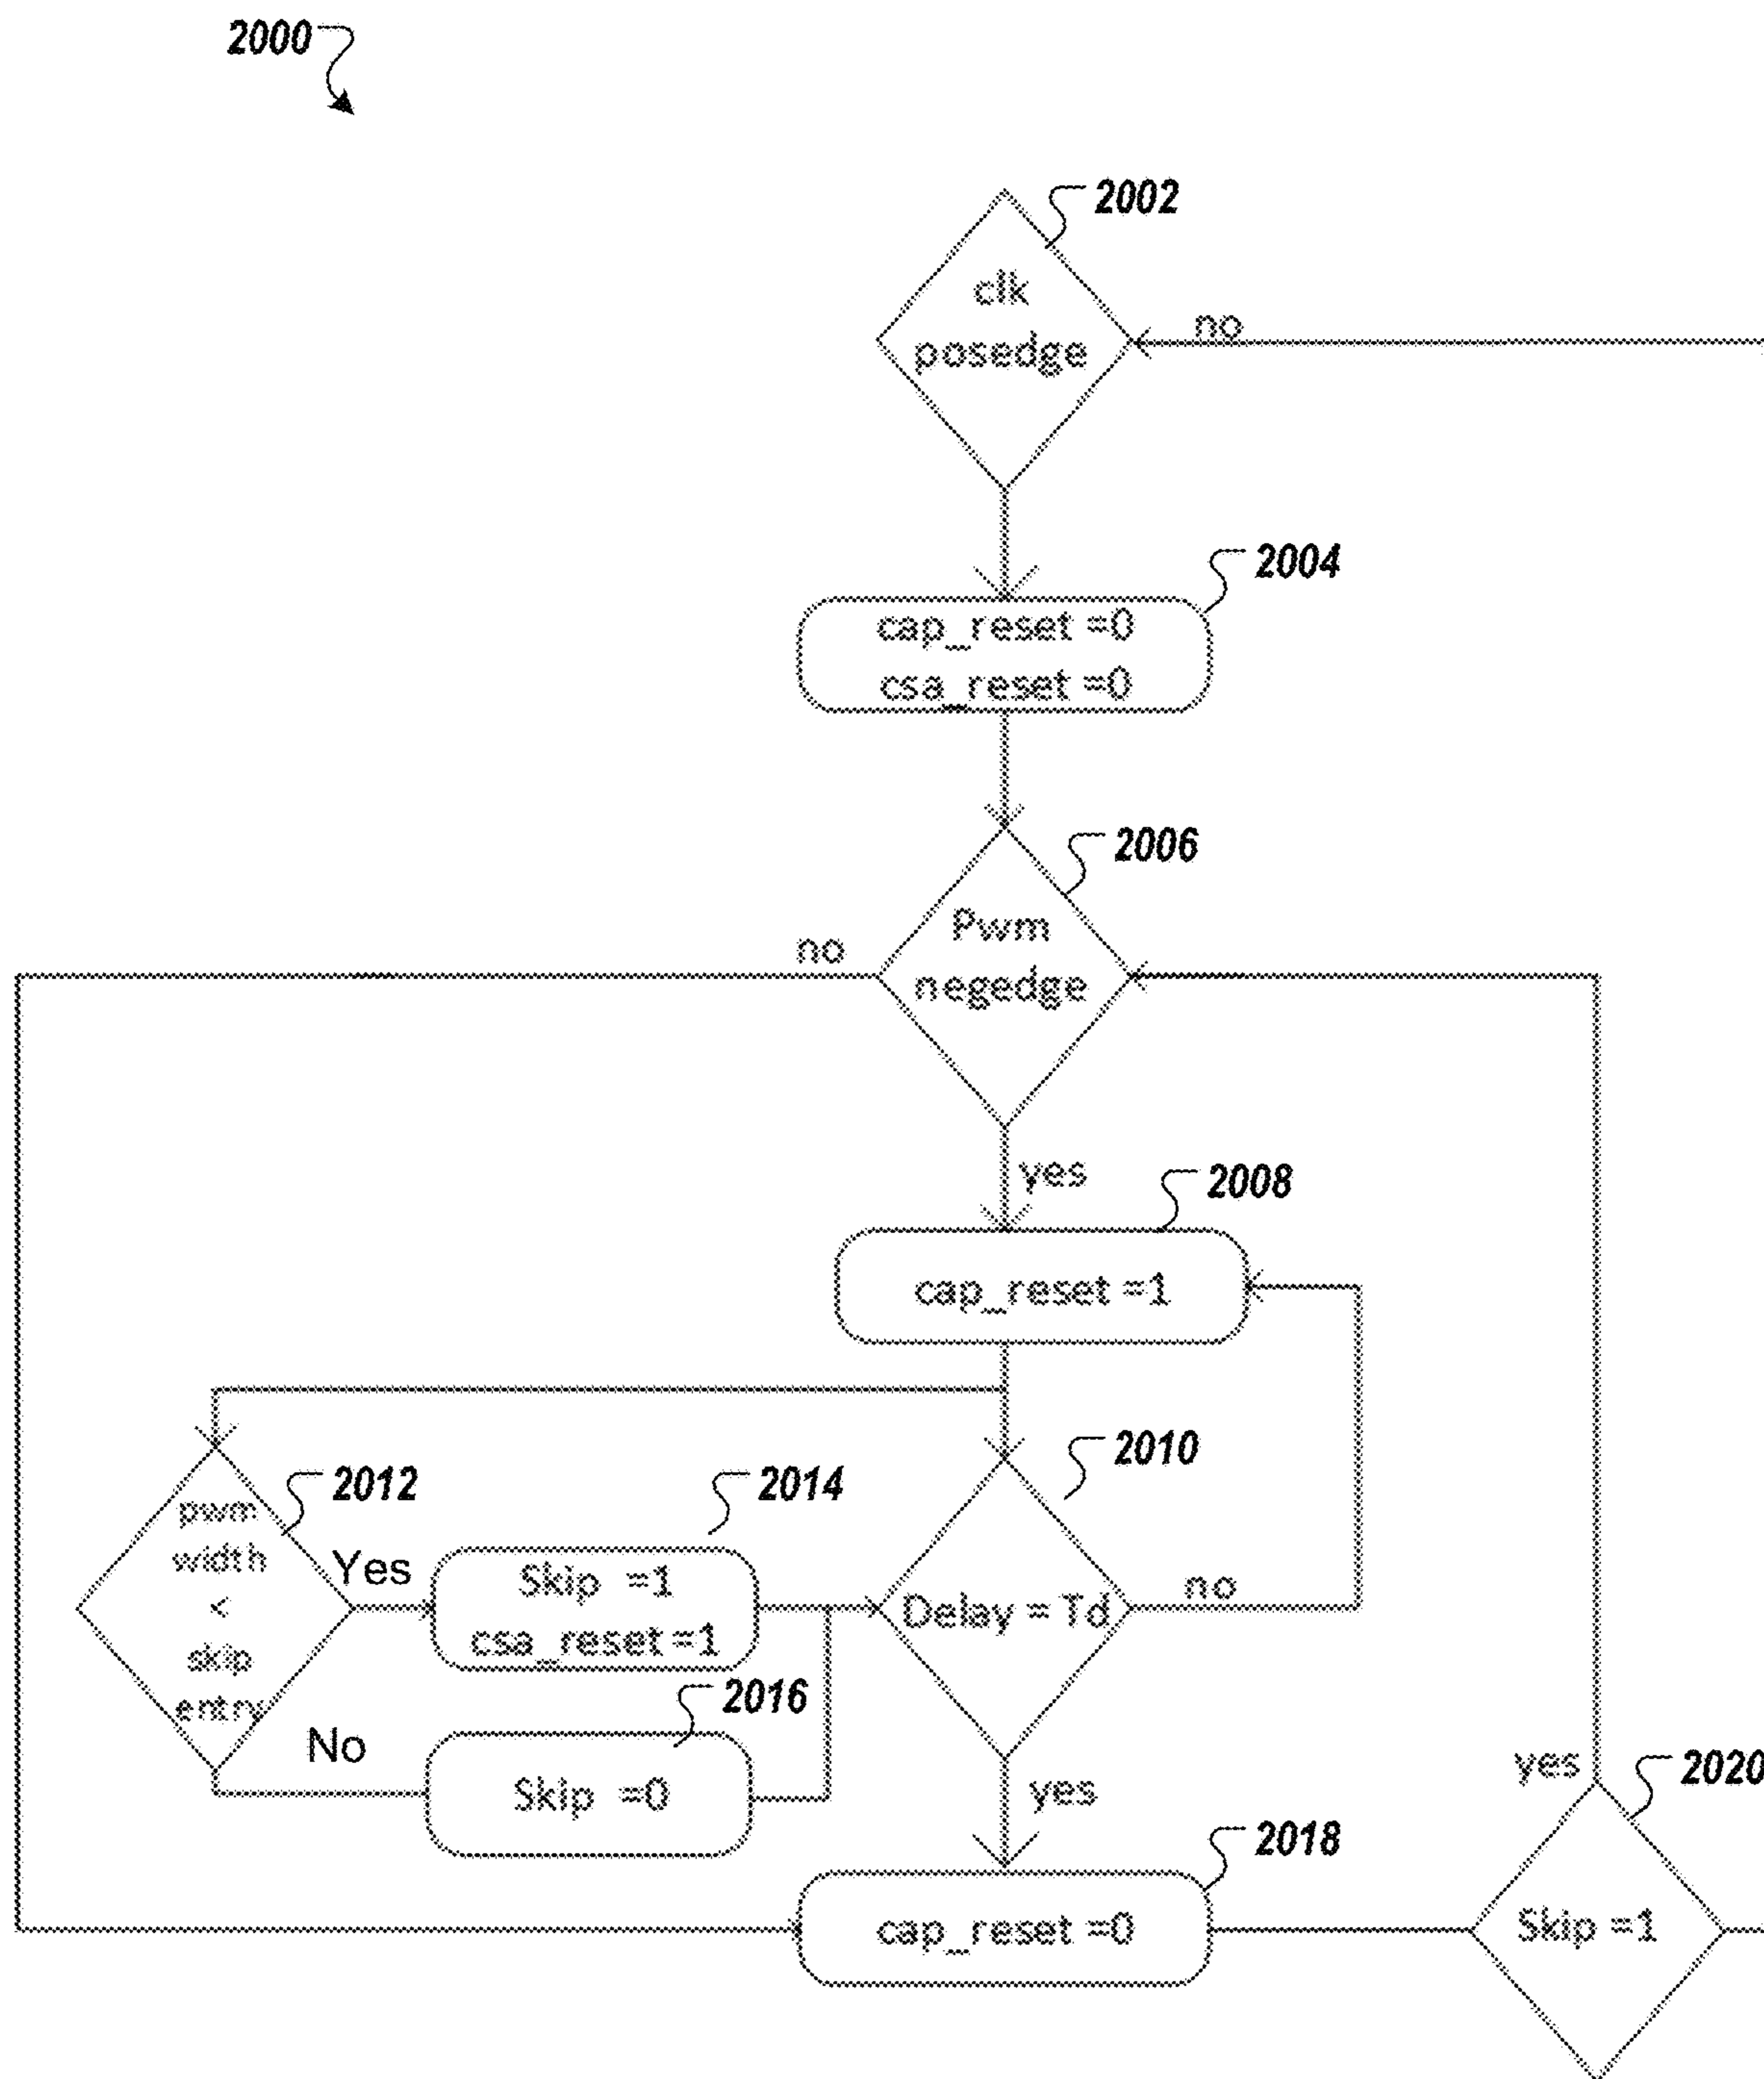 2000
2002
clk
posedge
no
2004
cap_reset =0
csa_reset =0
2006
Pwm
negedge
no
yes
2008
cap_reset =1
2010
2012
2014
pwm
width
<
skip
entry
Yes
Skip =1
csa_reset =1
Delay = Td
no
2016
No
Skip =0
yes
yes
2020
2018
cap_reset =0
Skip =1